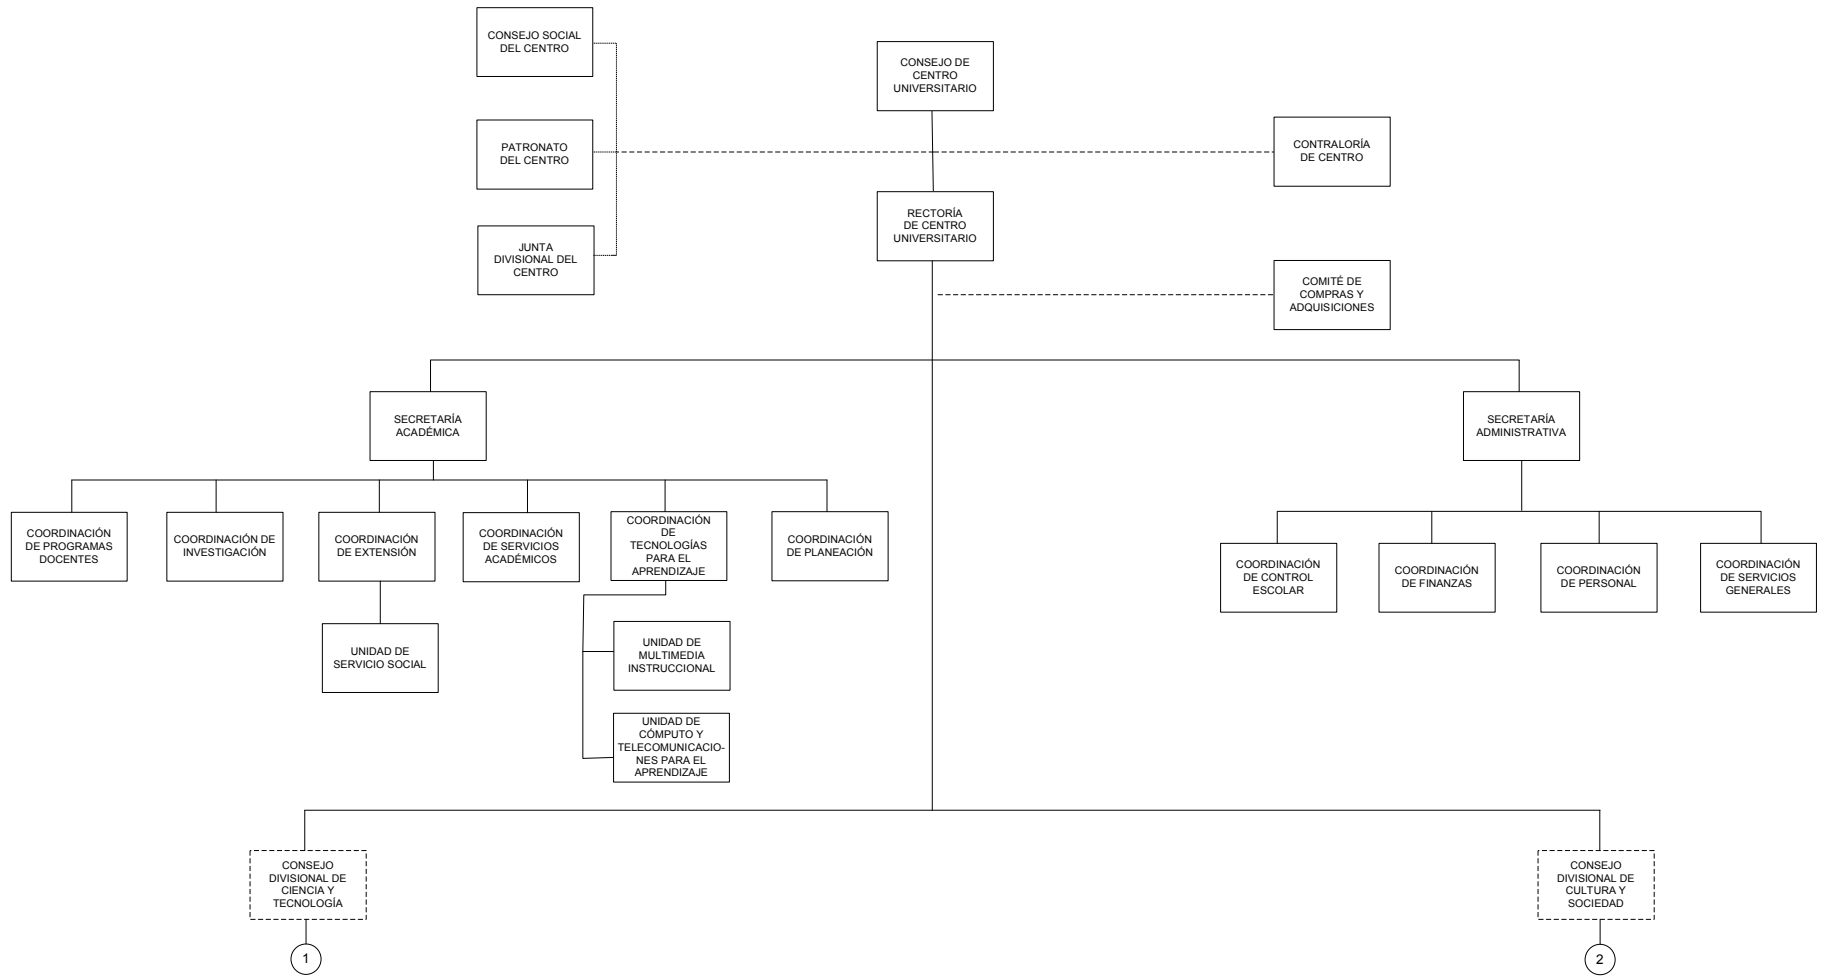 CONSEJO SOCIAL
DEL CENTRO
CONSEJO DE
CENTRO
UNIVERSITARIO
PATRONATO
DEL CENTRO
CONTRALORÍA
DE CENTRO
RECTORÍA
DE CENTRO
UNIVERSITARIO
JUNTA
DIVISIONAL DEL
CENTRO
COMITÉ DE
COMPRAS Y
ADQUISICIONES
SECRETARÍA
ACADÉMICA
SECRETARÍA
ADMINISTRATIVA
COORDINACIÓN
DE PROGRAMAS
DOCENTES
COORDINACIÓN DE
INVESTIGACIÓN
COORDINACIÓN
DE EXTENSIÓN
COORDINACIÓN
DE SERVICIOS
ACADÉMICOS
COORDINACIÓN
DE
TECNOLOGÍAS
PARA EL
APRENDIZAJE
COORDINACIÓN
DE PLANEACIÓN
COORDINACIÓN
DE CONTROL
ESCOLAR
COORDINACIÓN
DE FINANZAS
COORDINACIÓN
DE PERSONAL
COORDINACIÓN
DE SERVICIOS
GENERALES
UNIDAD DE
SERVICIO SOCIAL
UNIDAD DE
MULTIMEDIA
INSTRUCCIONAL
UNIDAD DE
CÓMPUTO Y
TELECOMUNICACIO-
NES PARA EL
APRENDIZAJE
CONSEJO
DIVISIONAL DE
CIENCIA Y
TECNOLOGÍA
CONSEJO
DIVISIONAL DE
CULTURA Y
SOCIEDAD
1
2